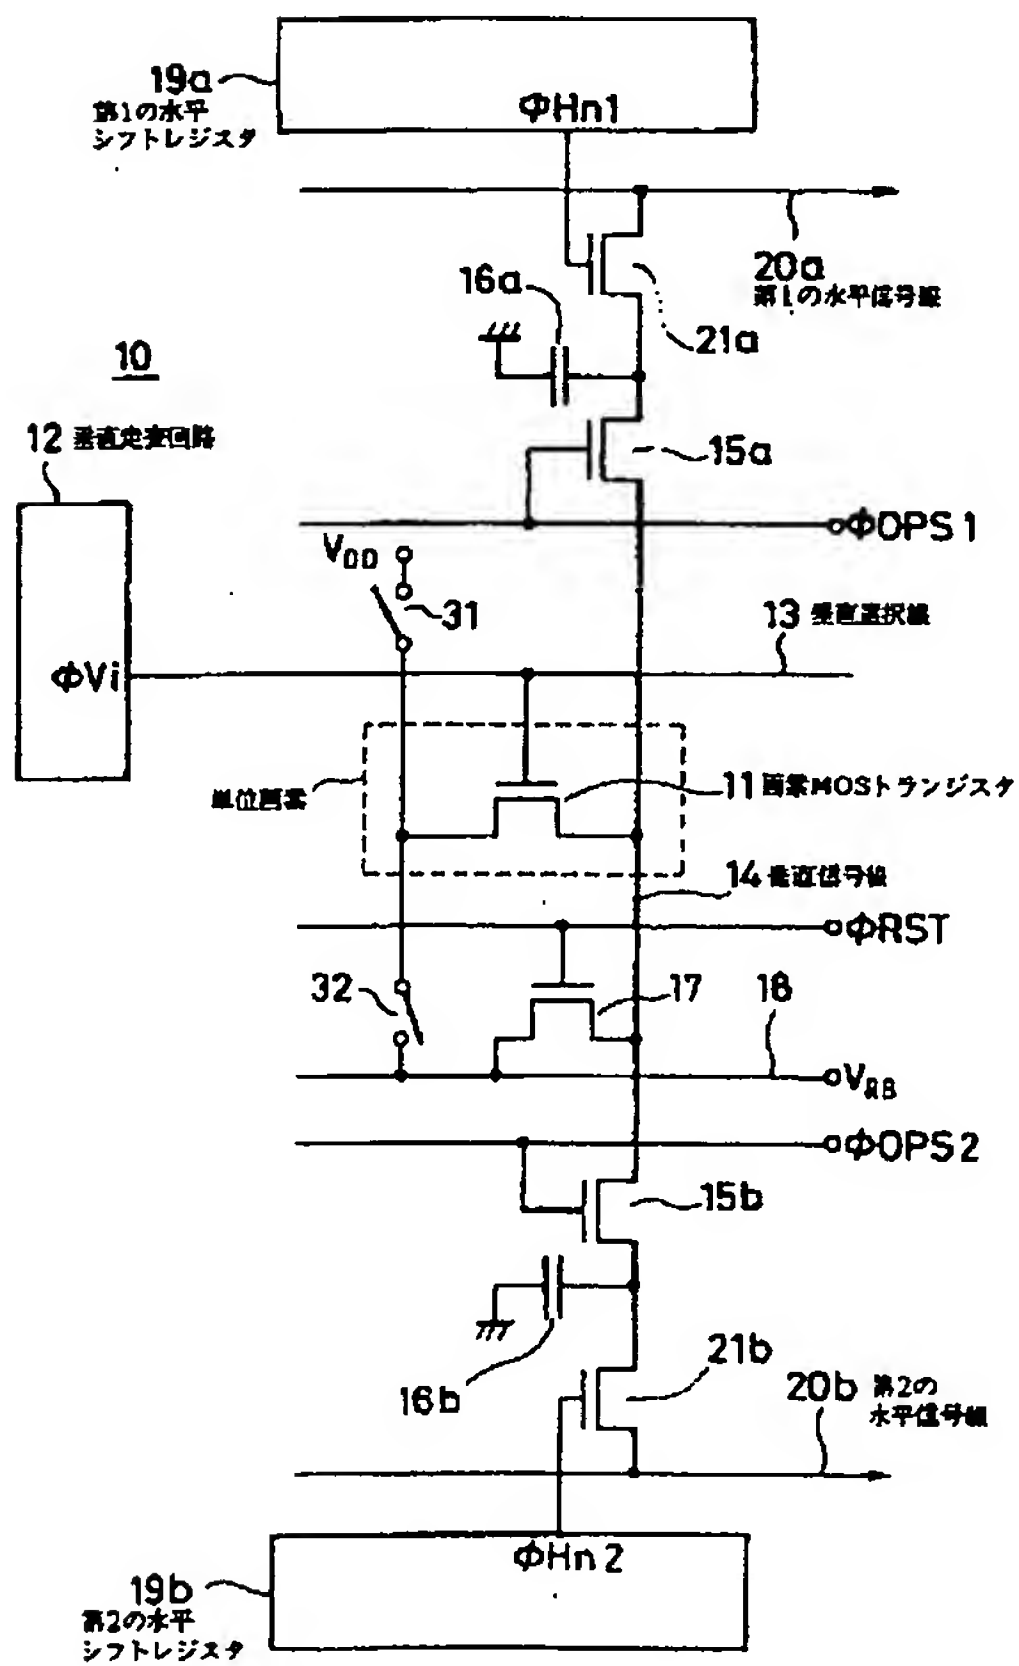 19a
第1の水平
シフトレジスタ
ΦHn1
20a
第1の水平信号線
16a
21a
10
12 垂直走査回路
15a
ΦOPS1
VDD
31
13 垂直選択線
ΦVi
単位画素
11 画素MOSトランジスタ
14 垂直信号線
ΦRST
32
17
18
VRB
ΦOPS2
15b
16b
21b
20b 第2の
水平信号線
ΦHn2
19b
第2の水平
シフトレジスタ